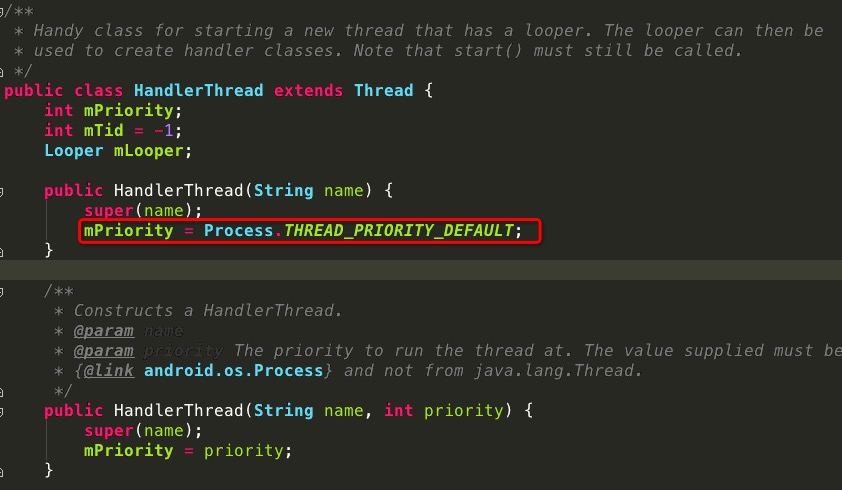 /**
 * Handy class for starting a new thread that has a looper. The looper can then be
 * used to create handler classes. Note that start() must still be called.
 */
public class HandlerThread extends Thread {
    int mPriority;
    int mTid = -1;
    Looper mLooper;

    public HandlerThread(String name) {
        super(name);
        mPriority = Process.THREAD_PRIORITY_DEFAULT;
    }

    /**
     * Constructs a HandlerThread.
     * @param name
     * @param priority The priority to run the thread at. The value supplied must be
     * {@link android.os.Process} and not from java.lang.Thread.
     */
    public HandlerThread(String name, int priority) {
        super(name);
        mPriority = priority;
    }